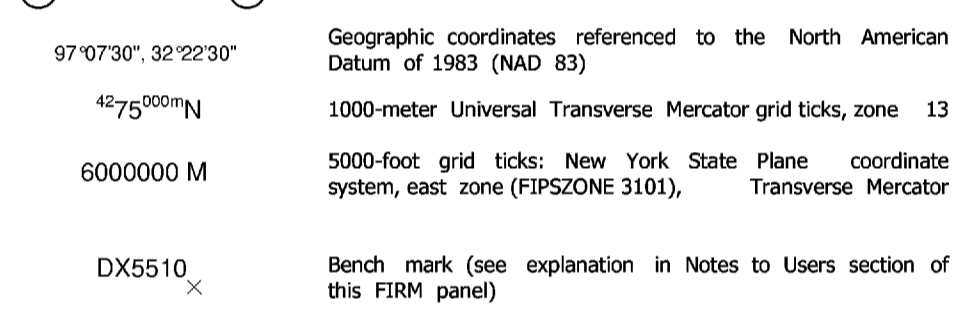 97°07'30", 32°22'30"
Geographic coordinates referenced to the North American
Datum of 1983 (NAD 83)
4275000mN
1000-meter Universal Transverse Mercator grid ticks, zone 13
6000000 M
5000-foot grid ticks: New York State Plane coordinate
system, east zone (FIPSZONE 3101), Transverse Mercator
DX5510
Bench mark (see explanation in Notes to Users section of
this FIRM panel)